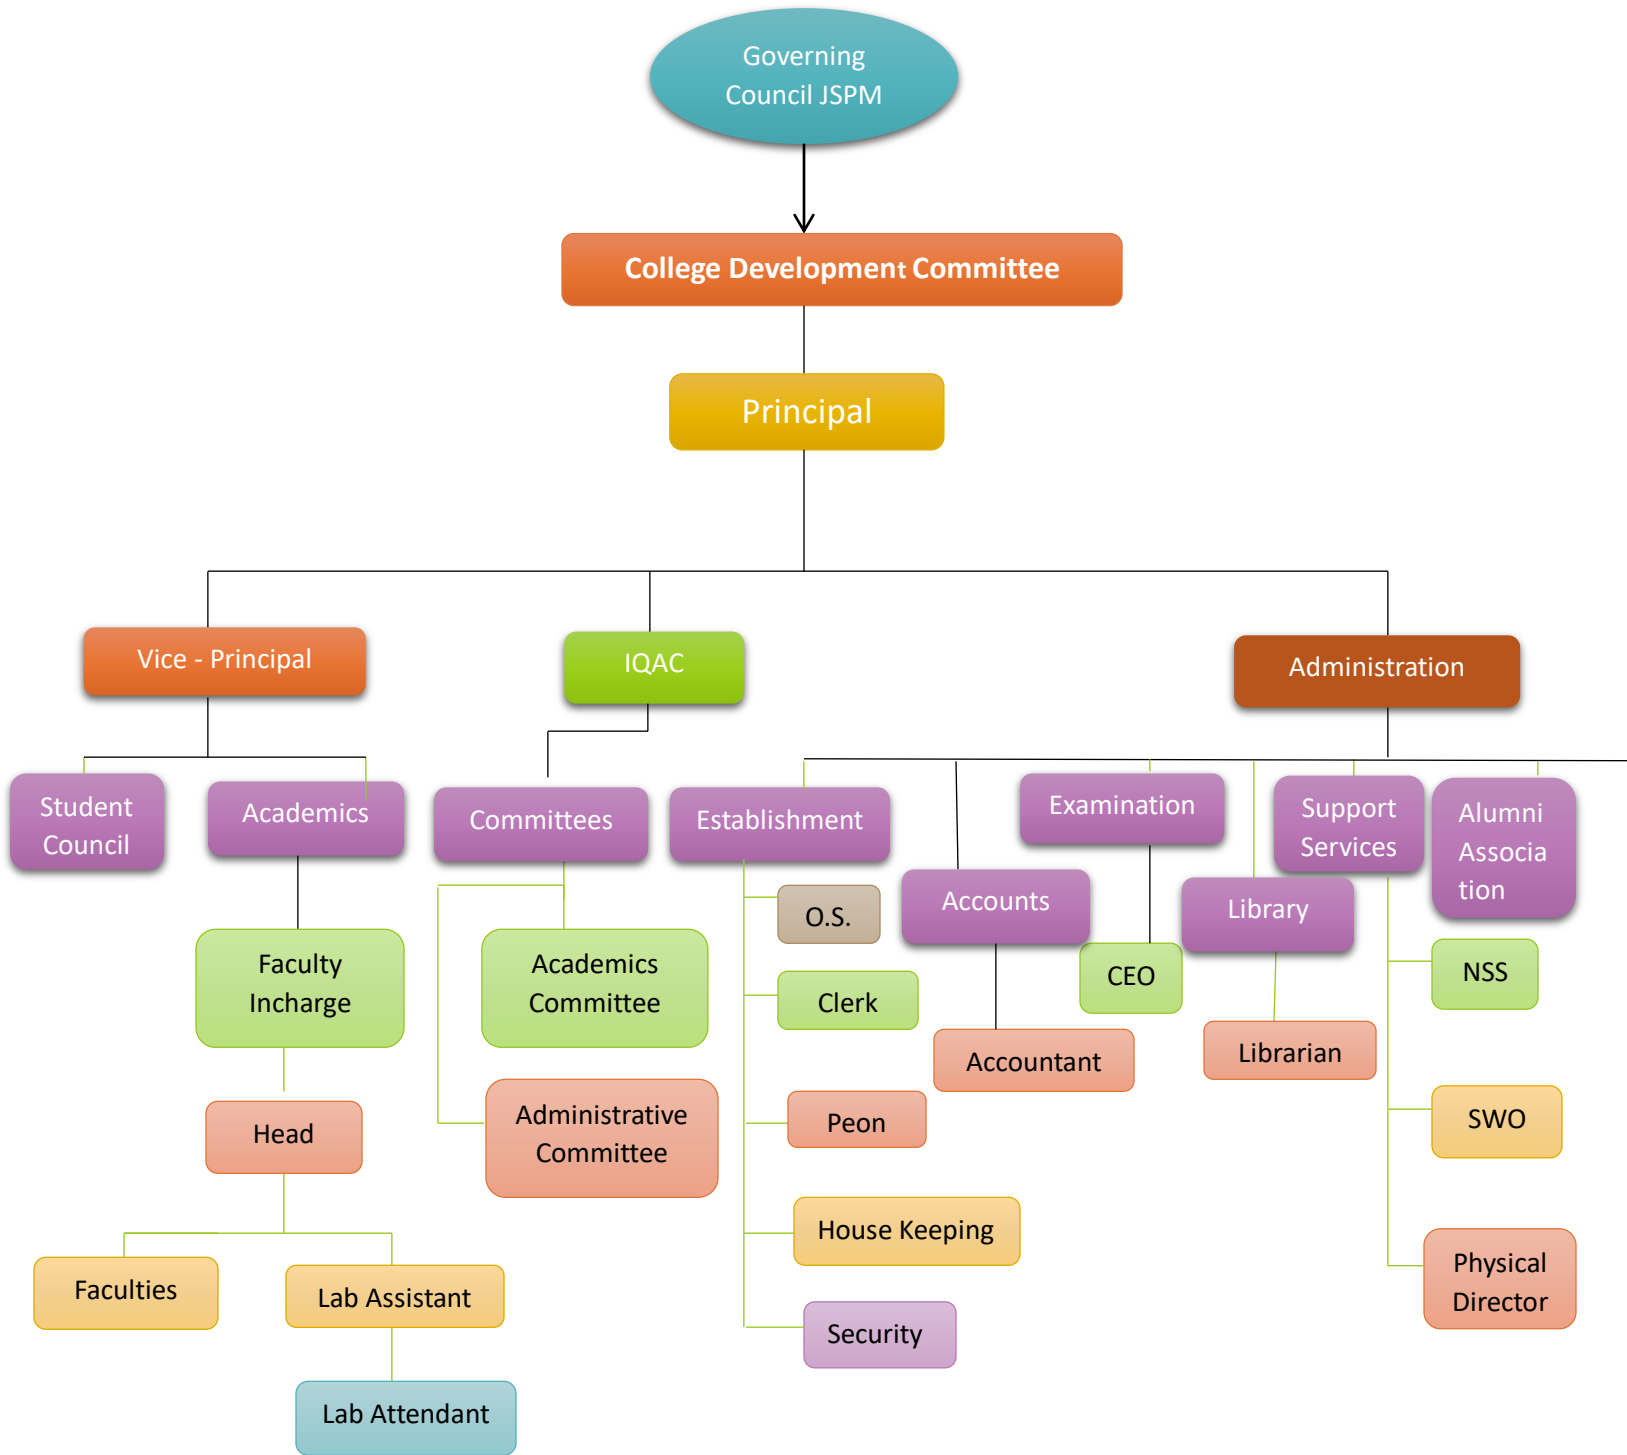 Governing
Council JSPM
College Development Committee
Principal
Vice - Principal
IQAC
Administration
Student
Council
Academics
Committees
Establishment
Examination
Support
Services
Alumni
Associa
tion
Accounts
Library
O.S.
Faculty
Incharge
Academics
Committee
CEO
NSS
Clerk
Accountant
Librarian
Head
Administrative
Committee
Peon
SWO
House Keeping
Faculties
Lab Assistant
Physical
Director
Security
Lab Attendant